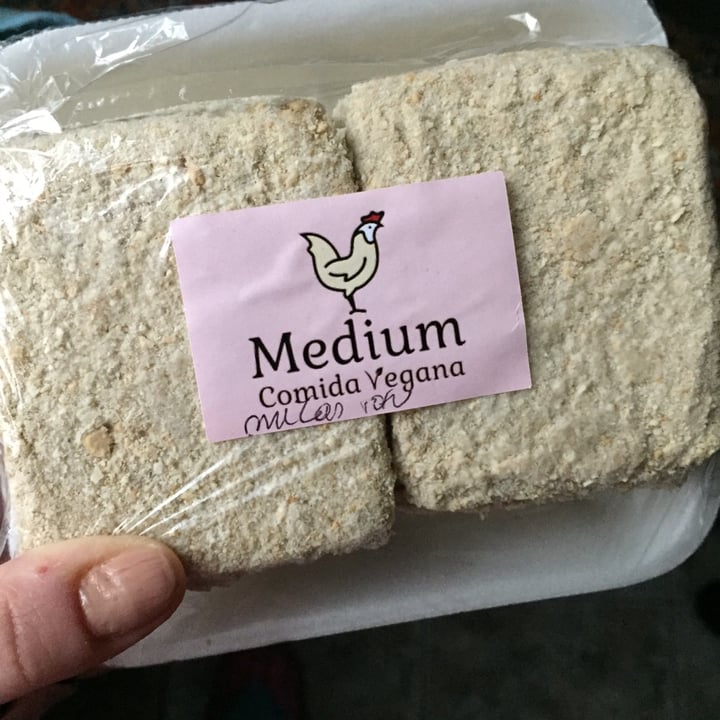 Medium
Comida Vegana
milas